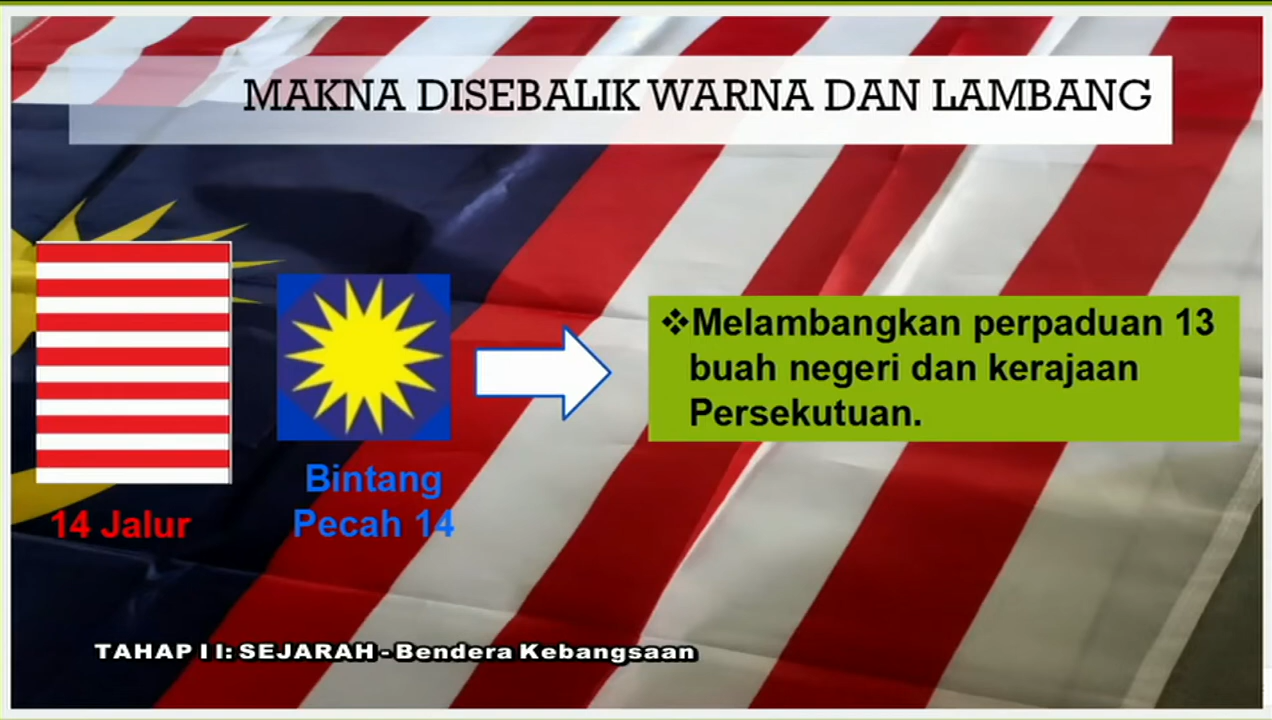 MAKNA DISEBALIK WARNA DAN LAMBANG
❖Melambangkan perpaduan 13
buah negeri dan kerajaan
Persekutuan.
Bintang
Pecah 14
14 Jalur
TAHAP II: SEJARAH - Bendera Kebangsaan